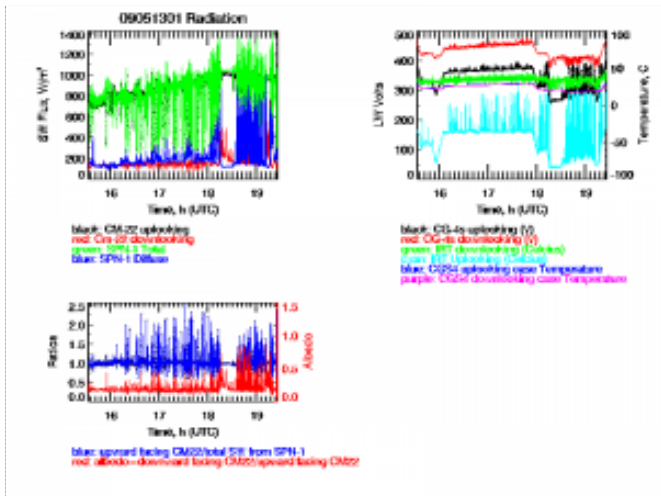 09051301 Radiation
1400
1200
1000
800
600
400
200
0
SW Flux, W/m²
16 17 18 19
Time, h (UTC)
black: CM-22 uplooking
red: Cm-22 downlooking
green: SPN-1 Total
blue: SPN-1 Diffuse
500
400
300
200
100
0
LW Volts
100
50
0
-50
-100
Temperature, C
16 17 18 19
Time, h (UTC)
black: CG-4s uplooking (V)
red: CG-4s downlooking (V)
green: IRT downlooking (Celcius)
cyan: IRT Uplooking (Celcius)
blue: CGS4 uplooking case Temperature
purple: CGS4 downlooking case Temperature
2.5
2.0
1.5
1.0
0.5
0.0
Ratios
1.5
1.0
0.5
0.0
Albedo
16 17 18 19
Time, h (UTC)
blue: upward facing CM22/total SW from SPN-1
red: albedo=downward facing CM22/upward facing CM22